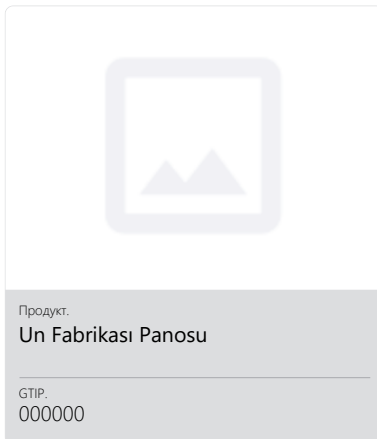 Продукт.
Un Fabrikası Panosu
GTIP.
000000